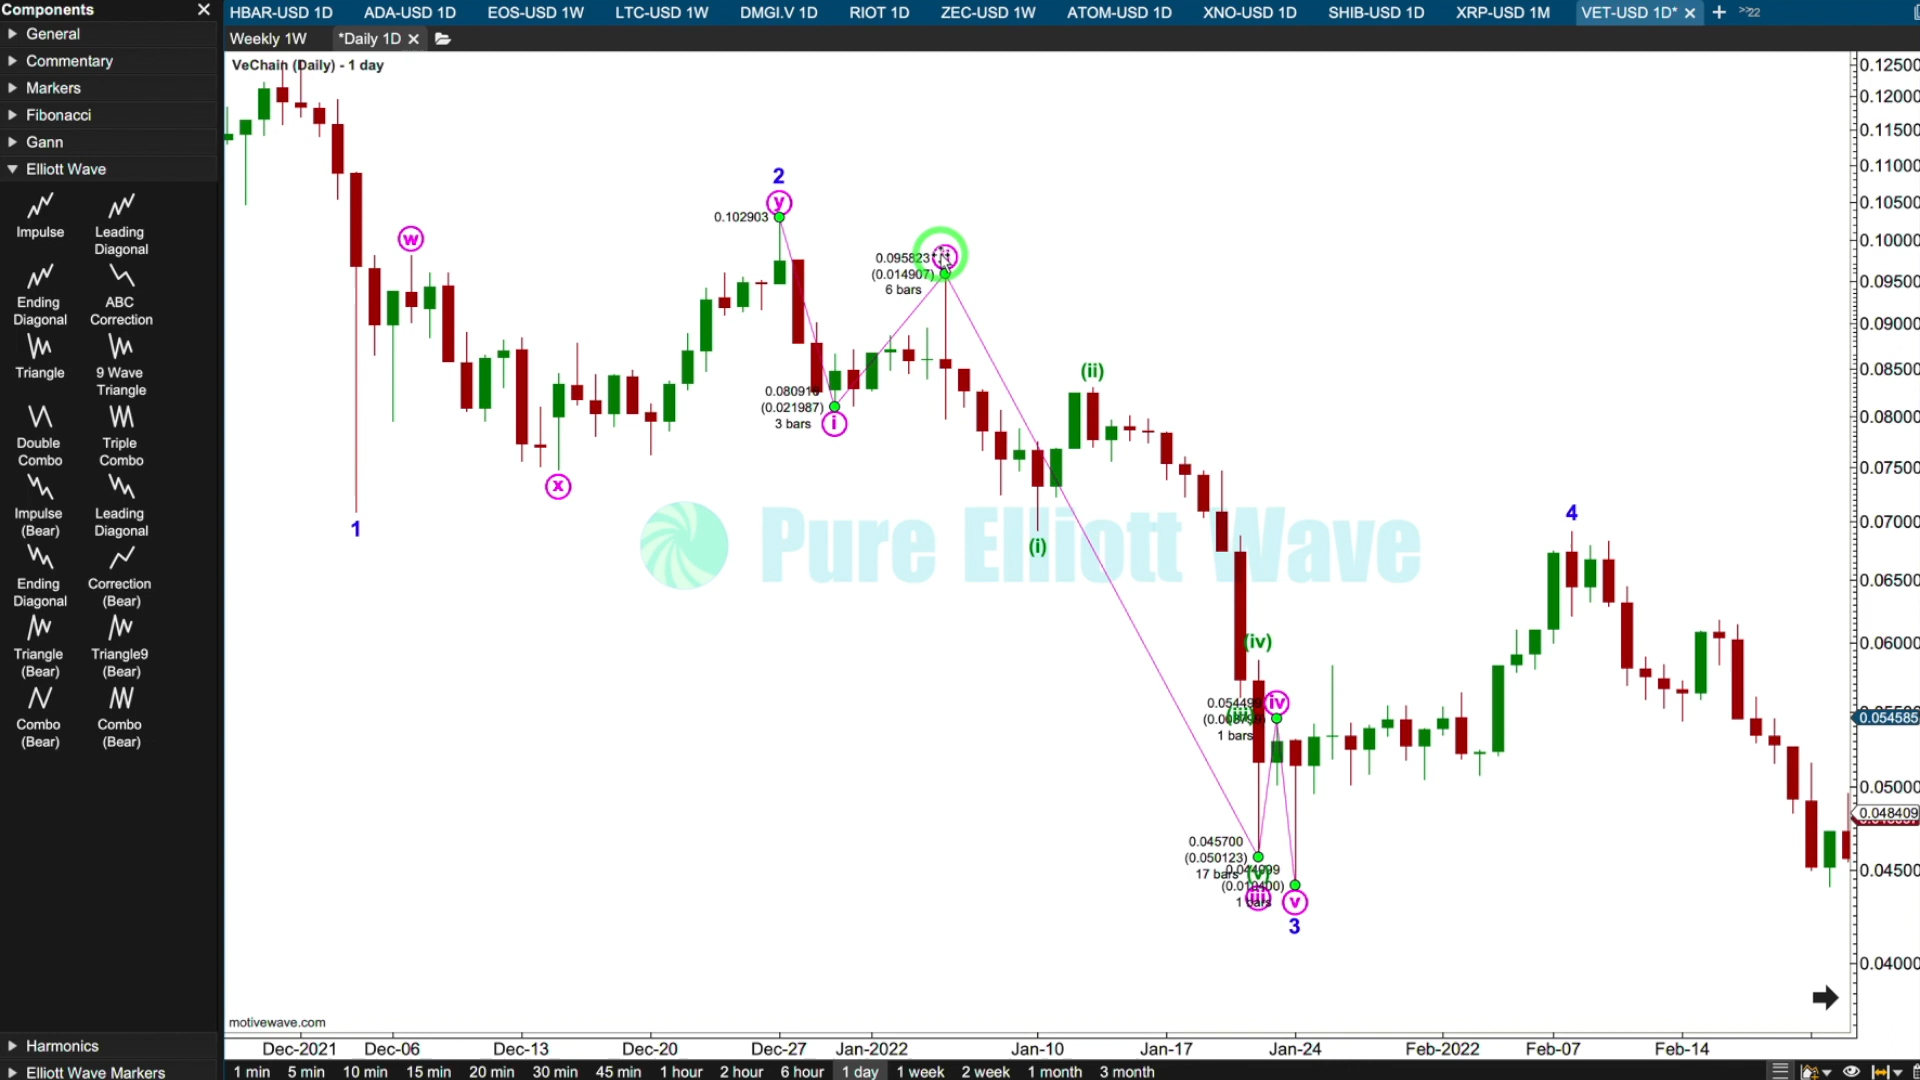 Components
HBAR-USD 1D ADA-USD 1D EOS-USD 1W LTC-USD 1W DMGI.V 1D RIOT 1D ZEC-USD 1W ATOM-USD 1D XNO-USD 1D SHIB-USD 1D XRP-USD 1M VET-USD 1D* 22
Weekly 1W *Daily 1D
General
Commentary
Markers
Fibonacci
Gann
Elliott Wave
Impulse
Leading Diagonal
Ending Diagonal
ABC Correction
Triangle
9 Wave Triangle
Double Combo
Triple Combo
Impulse (Bear)
Leading Diagonal
Ending Diagonal
Correction (Bear)
Triangle (Bear)
Triangle9 (Bear)
Combo (Bear)
Combo (Bear)
Harmonics
Elliott Wave Markers
VeChain (Daily) - 1 day
2
y
0.102903
w
0.095823
(0.014907)
6 bars
(0.021987)
3 bars
i
(ii)
x
1
(i)
Pure Elliott Wave
4
(iv)
iv
1 bars
0.045700
(0.050123)
17 bars
iii
v
3
0.12500
0.12000
0.11500
0.11000
0.10500
0.10000
0.09500
0.09000
0.08500
0.08000
0.07500
0.07000
0.06500
0.06000
0.054585
0.05000
0.048409
0.04500
0.04000
motivewave.com
Dec-2021 Dec-06 Dec-13 Dec-20 Dec-27 Jan-2022 Jan-10 Jan-17 Jan-24 Feb-2022 Feb-07 Feb-14
1 min 5 min 10 min 15 min 20 min 30 min 45 min 1 hour 2 hour 6 hour 1 day 1 week 2 week 1 month 3 month